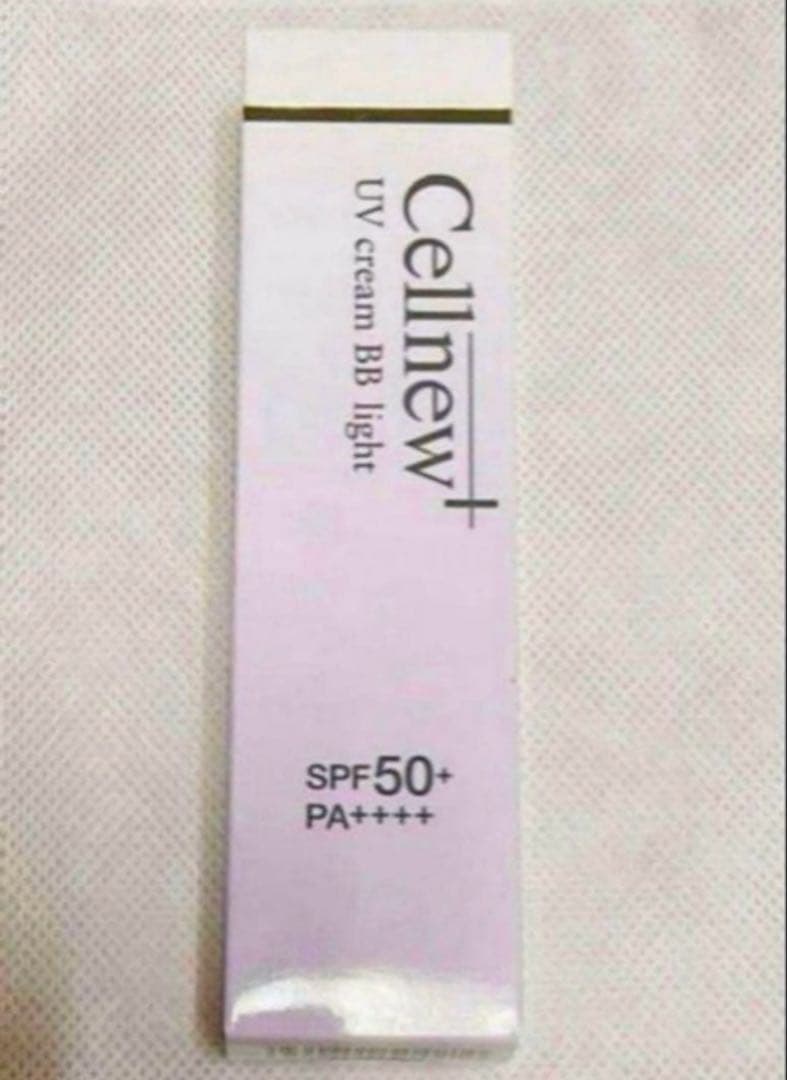 Cellnew+
UV cream BB light
SPF50+
PA++++